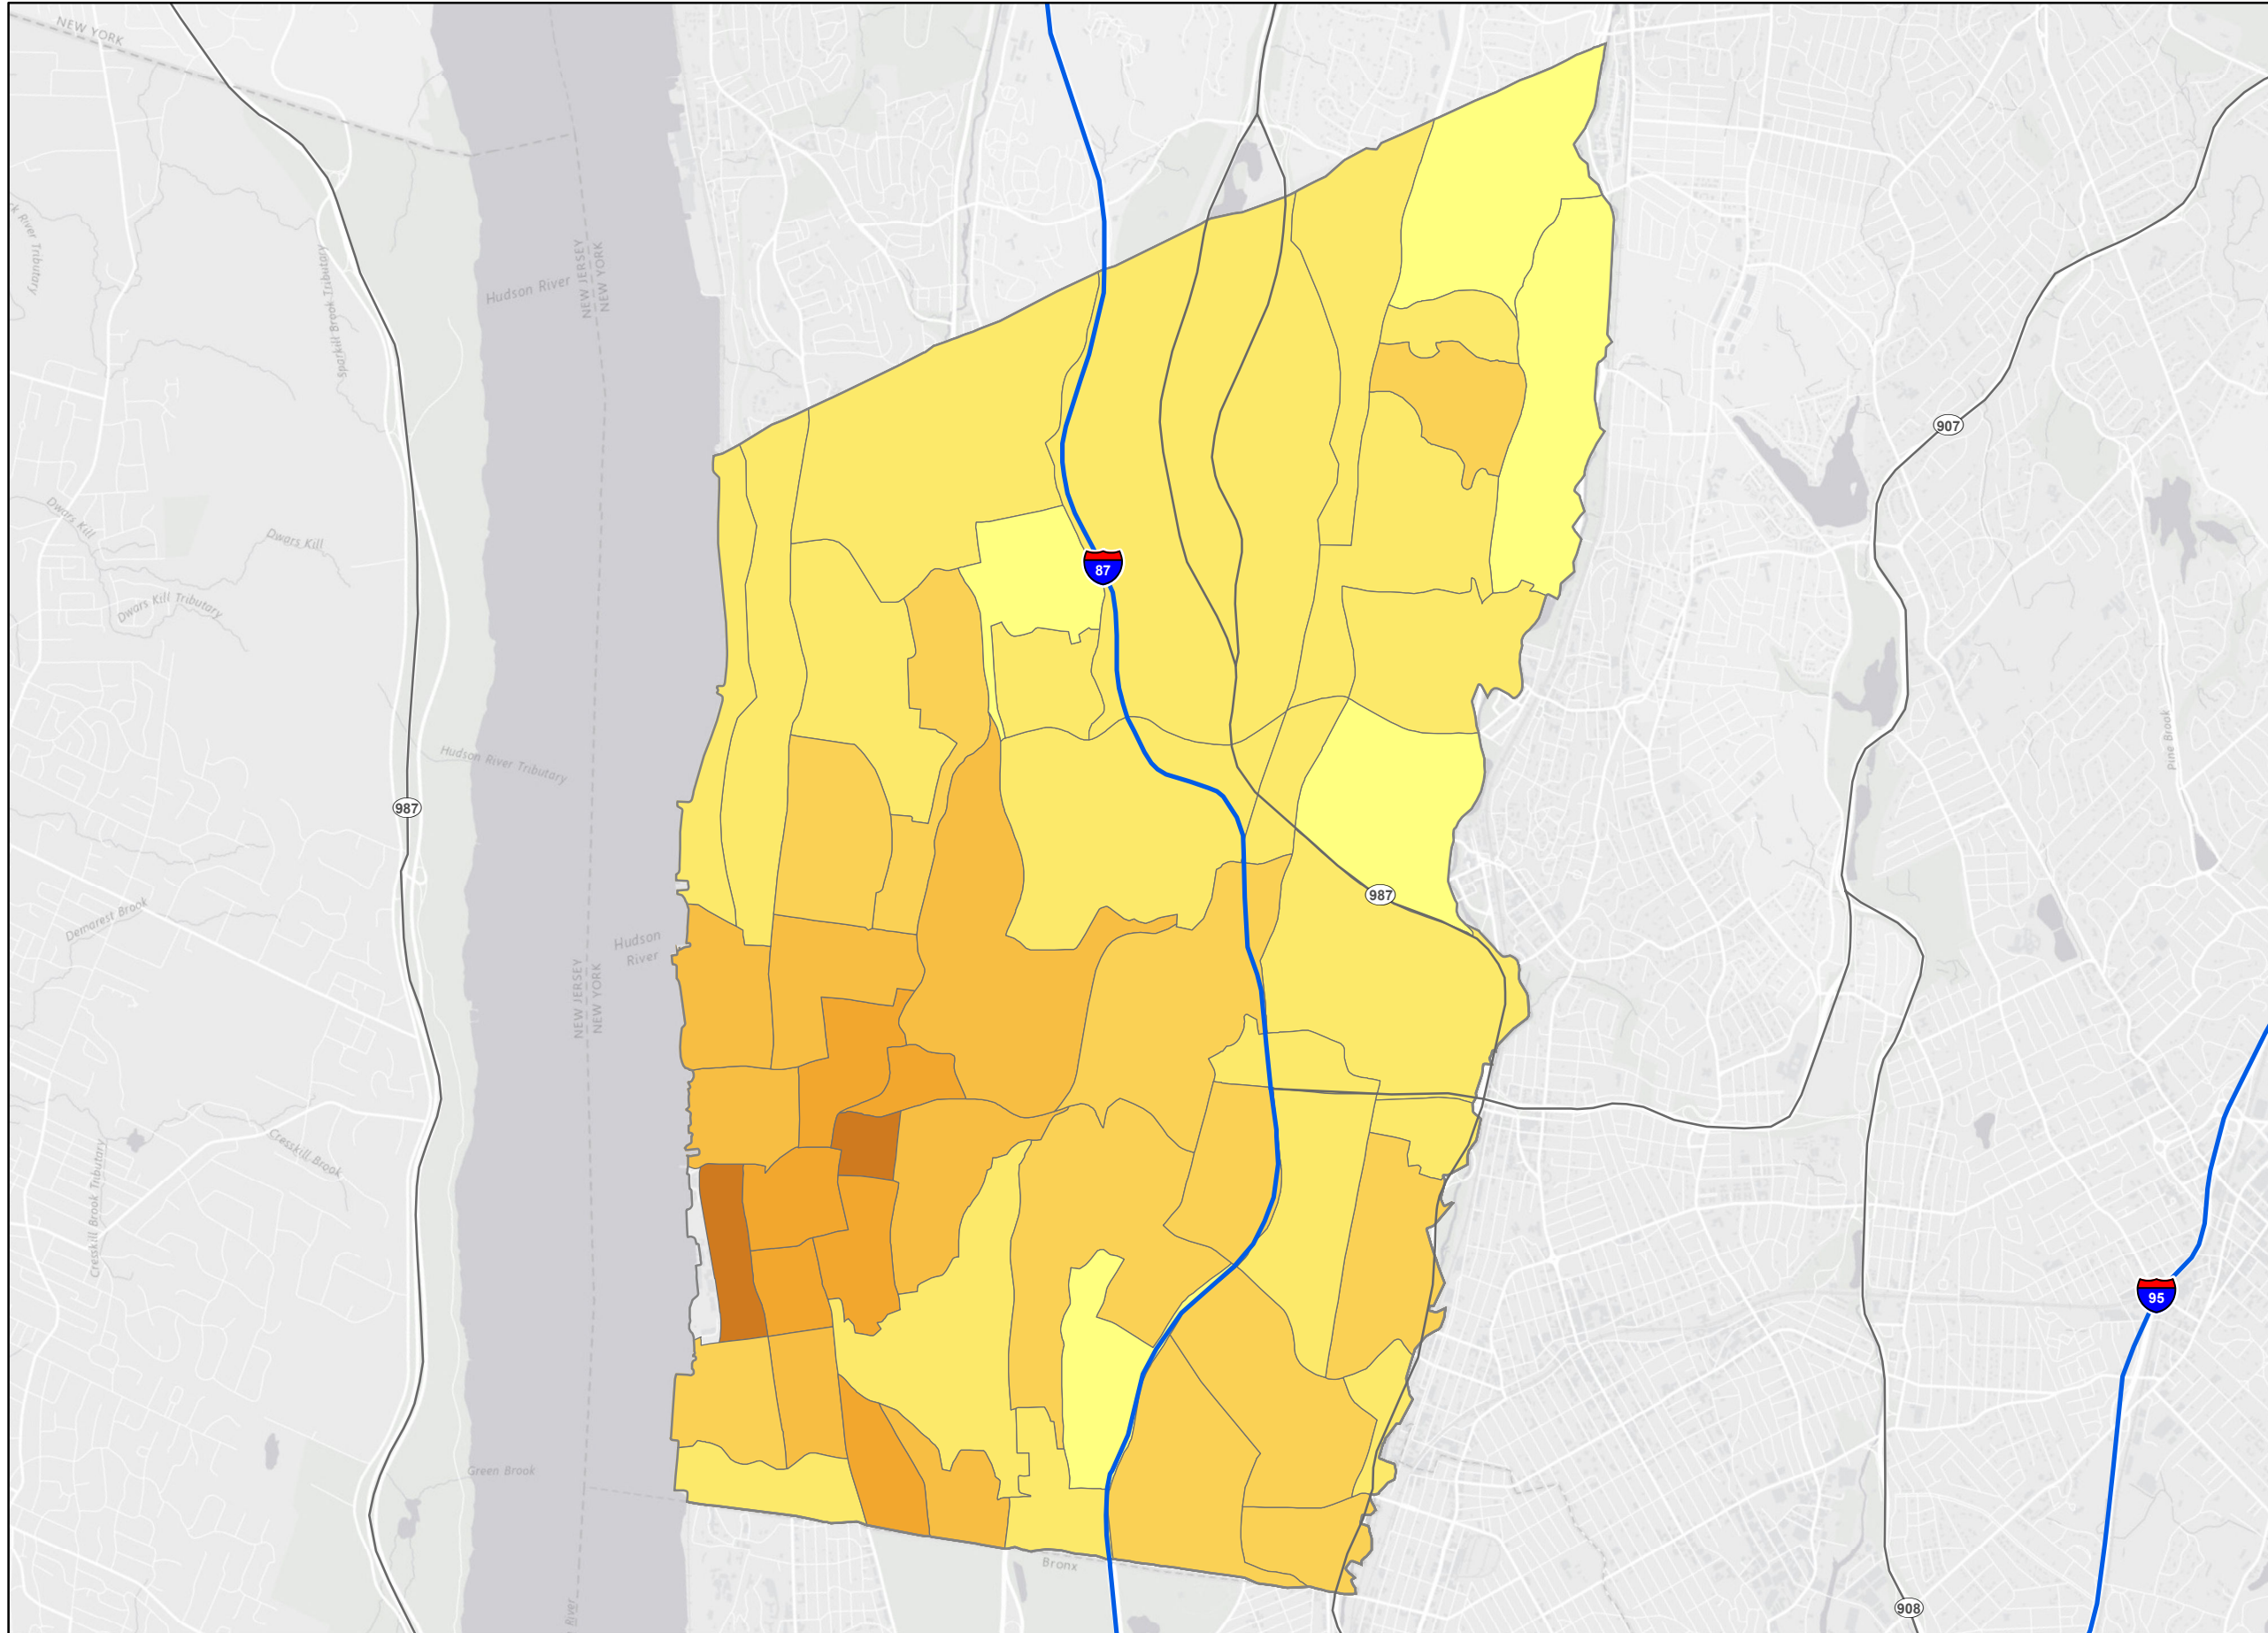 NEW YORK
ck River Tributary
Sparkill Brook Tributary
Hudson River
NEW JERSEY
NEW YORK
907
Dwars Kill
Dwars Kill
87
Dwars Kill Tributary
Hudson River Tributary
Pine Brook
987
987
Demarest Brook
Hudson
River
NEW JERSEY
NEW YORK
Cresskill Brook
Cresskill Brook Tributary
95
Green Brook
Bronx
River
908